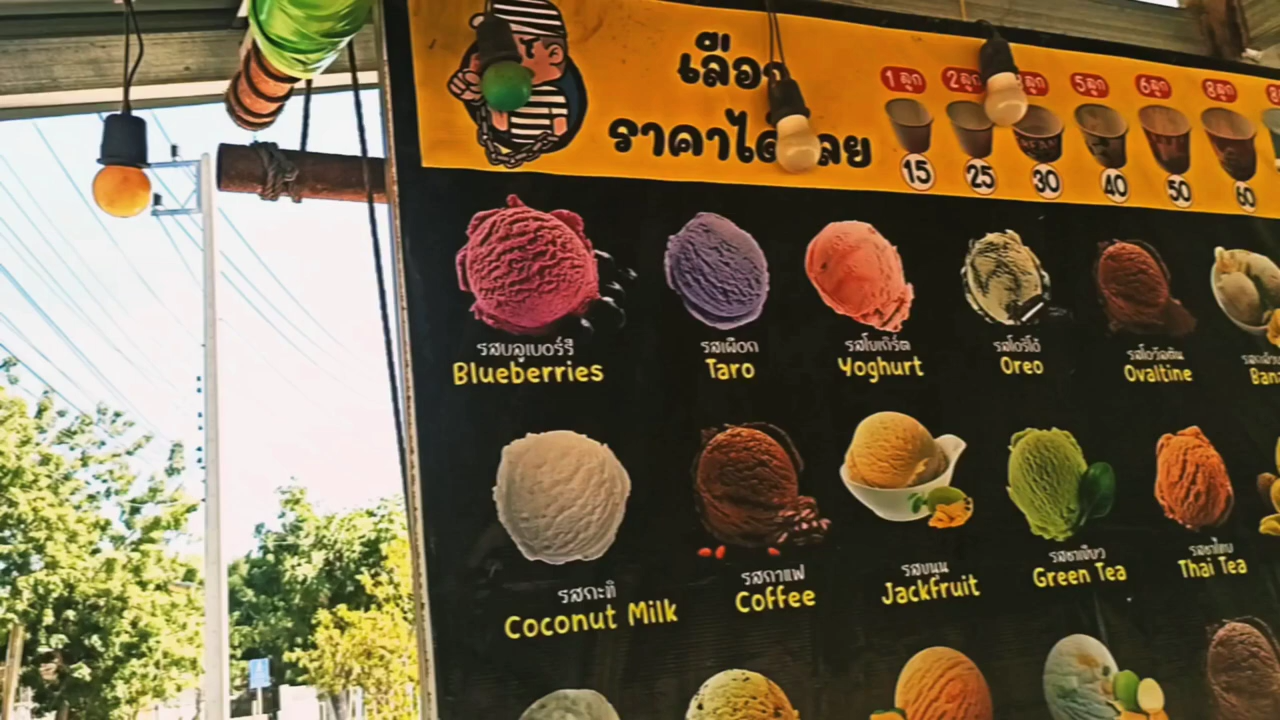 เลือก
ราคาได้เลย
1 ลูก 2 ลูก ลูก 5 ลูก 6 ลูก 8 ลูก
15 25 30 40 50 60
รสบลูเบอร์รี่ รสเผือก รสโยเกิร์ต รสโอริโอ้ รสโอวัลติน
Blueberries Taro Yoghurt Oreo Ovaltine
รสกะทิ รสกาแฟ รสขนุน รสชาเขียว รสชาไทย
Coconut Milk Coffee Jackfruit Green Tea Thai Tea